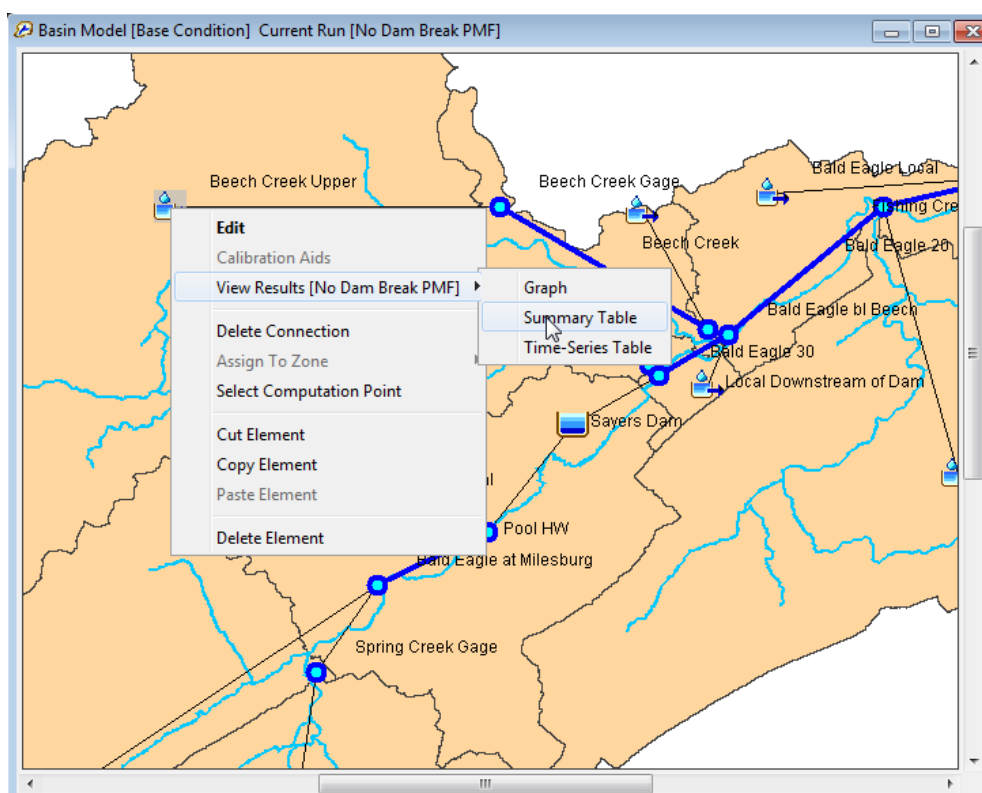 Basin Model [Base Condition] Current Run [No Dam Break PMF]
Bald Eagle Local
Beech Creek Upper
Beech Creek Gage
Beech Creek
Bald Eagle 20
Edit
Calibration Aids
View Results [No Dam Break PMF]
Graph
Summary Table
Time-Series Table
Bald Eagle bl Beech
Delete Connection
Assign To Zone
Select Computation Point
Bald Eagle 30
Local Downstream of Dam
Sayers Dam
Cut Element
Copy Element
Paste Element
Delete Element
Pool HW
Bald Eagle at Milesburg
Spring Creek Gage